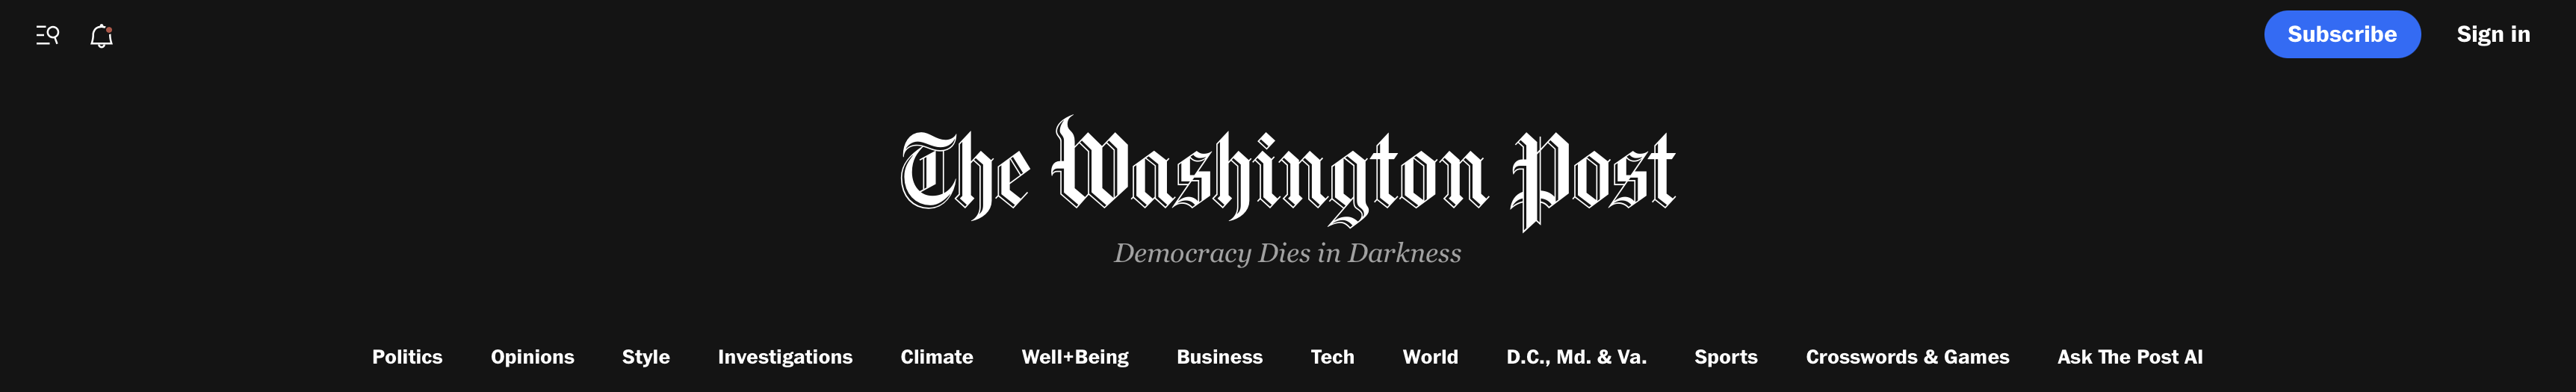 Subscribe Sign in
The Washington Post
Democracy Dies in Darkness
Politics Opinions Style Investigations Climate Well+Being Business Tech World D.C., Md. & Va. Sports Crosswords & Games Ask The Post AI